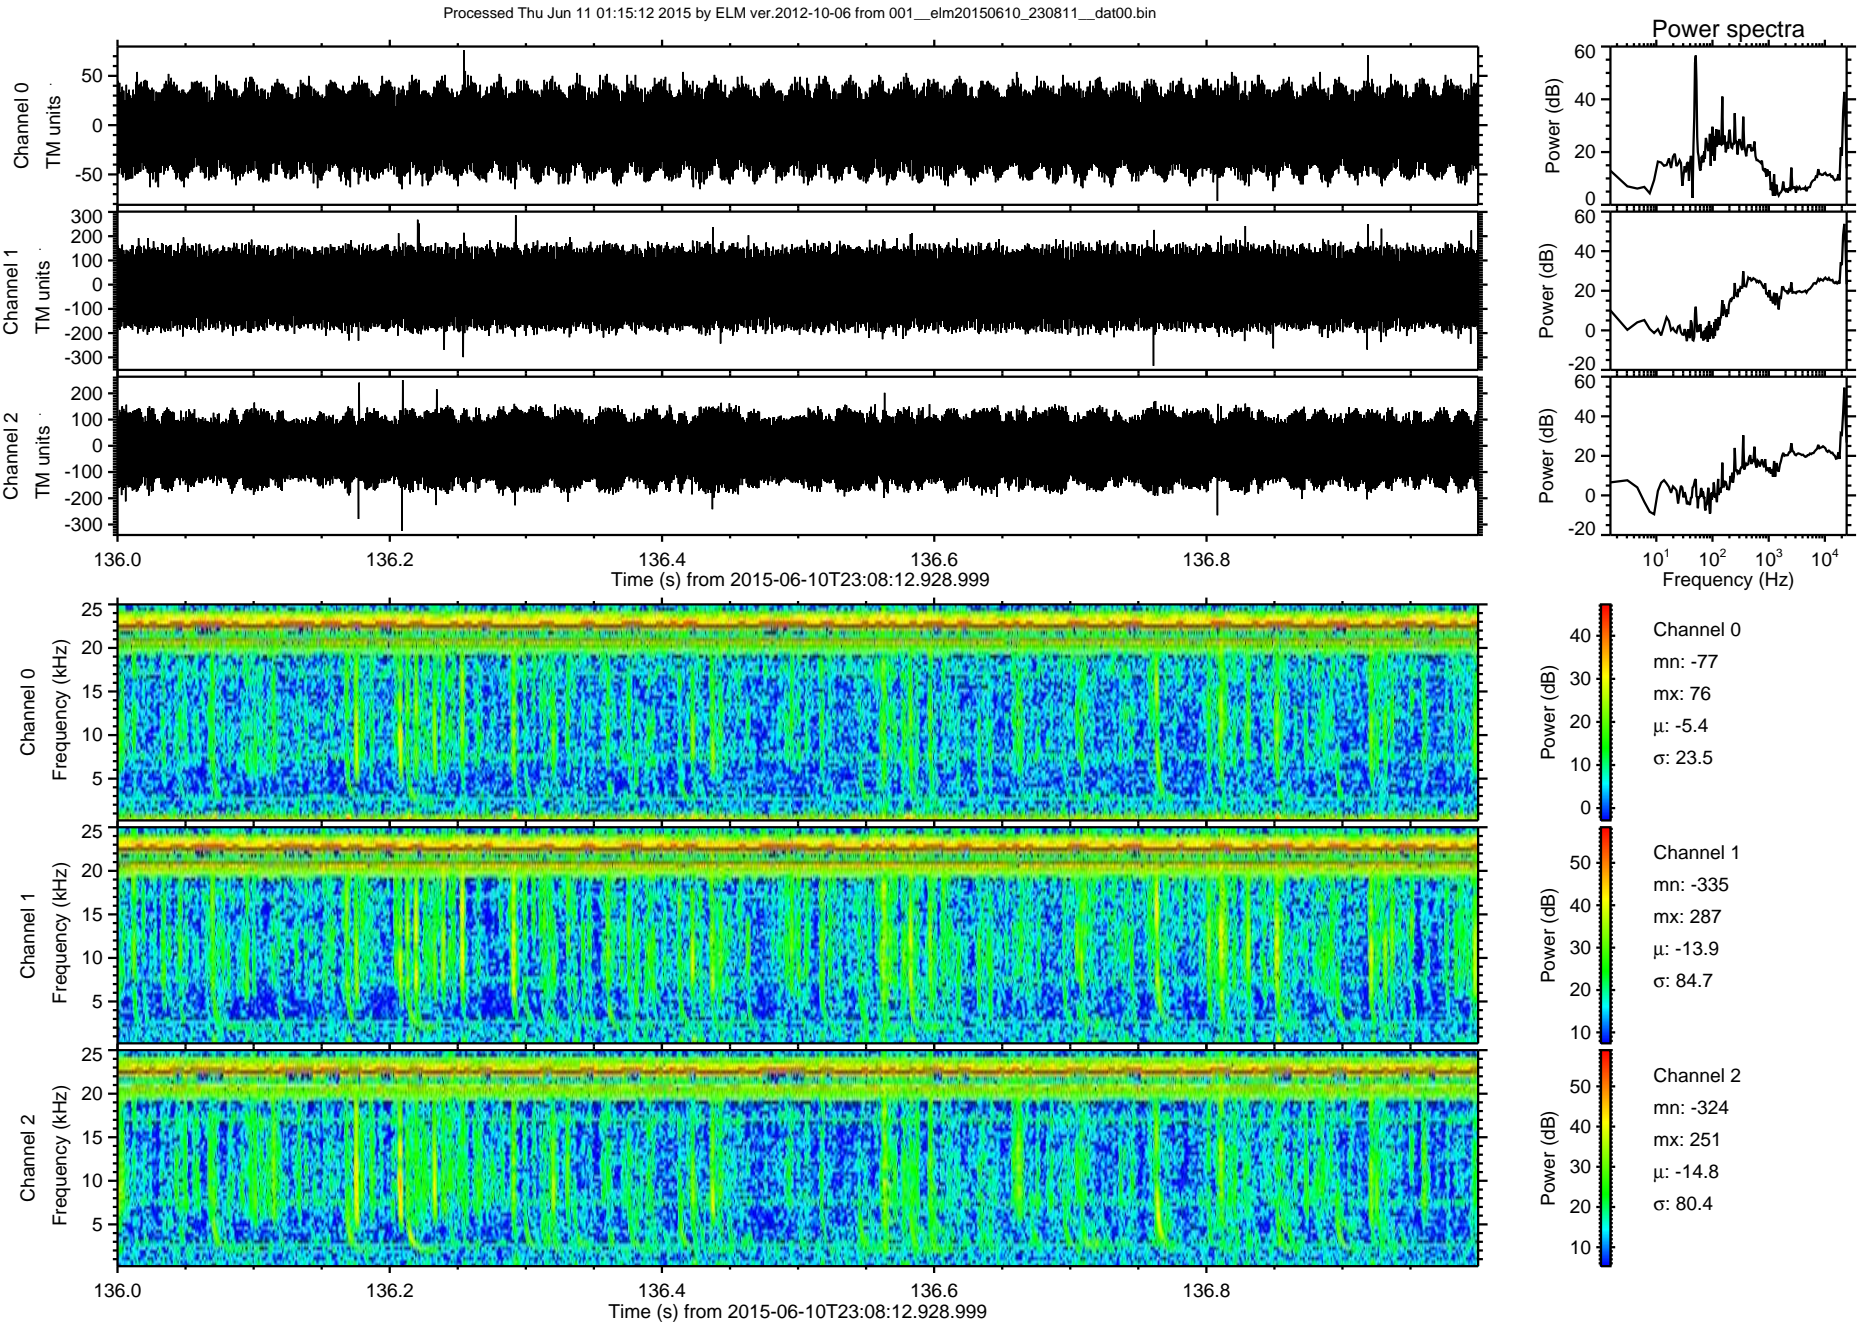 Processed Thu Jun 11 01:15:12 2015 by ELM ver.2012-10-06 from 001__elm20150610_230811__dat00.bin
Power spectra
Channel 0
TM units
50
0
-50
Power (dB)
60
40
20
0
Channel 1
TM units
300
200
100
0
-100
-200
-300
Power (dB)
60
40
20
0
-20
Channel 2
TM units
200
100
0
-100
-200
-300
Power (dB)
60
40
20
0
-20
136.0 136.2 136.4 136.6 136.8
Time (s) from 2015-06-10T23:08:12.928.999
10¹ 10² 10³ 10⁴
Frequency (Hz)
Channel 0
Frequency (kHz)
25
20
15
10
5
Power (dB)
40
30
20
10
0
Channel 0
mn: -77
mx: 76
μ: -5.4
σ: 23.5
Channel 1
Frequency (kHz)
25
20
15
10
5
Power (dB)
50
40
30
20
10
Channel 1
mn: -335
mx: 287
μ: -13.9
σ: 84.7
Channel 2
Frequency (kHz)
25
20
15
10
5
Power (dB)
50
40
30
20
10
Channel 2
mn: -324
mx: 251
μ: -14.8
σ: 80.4
136.0 136.2 136.4 136.6 136.8
Time (s) from 2015-06-10T23:08:12.928.999